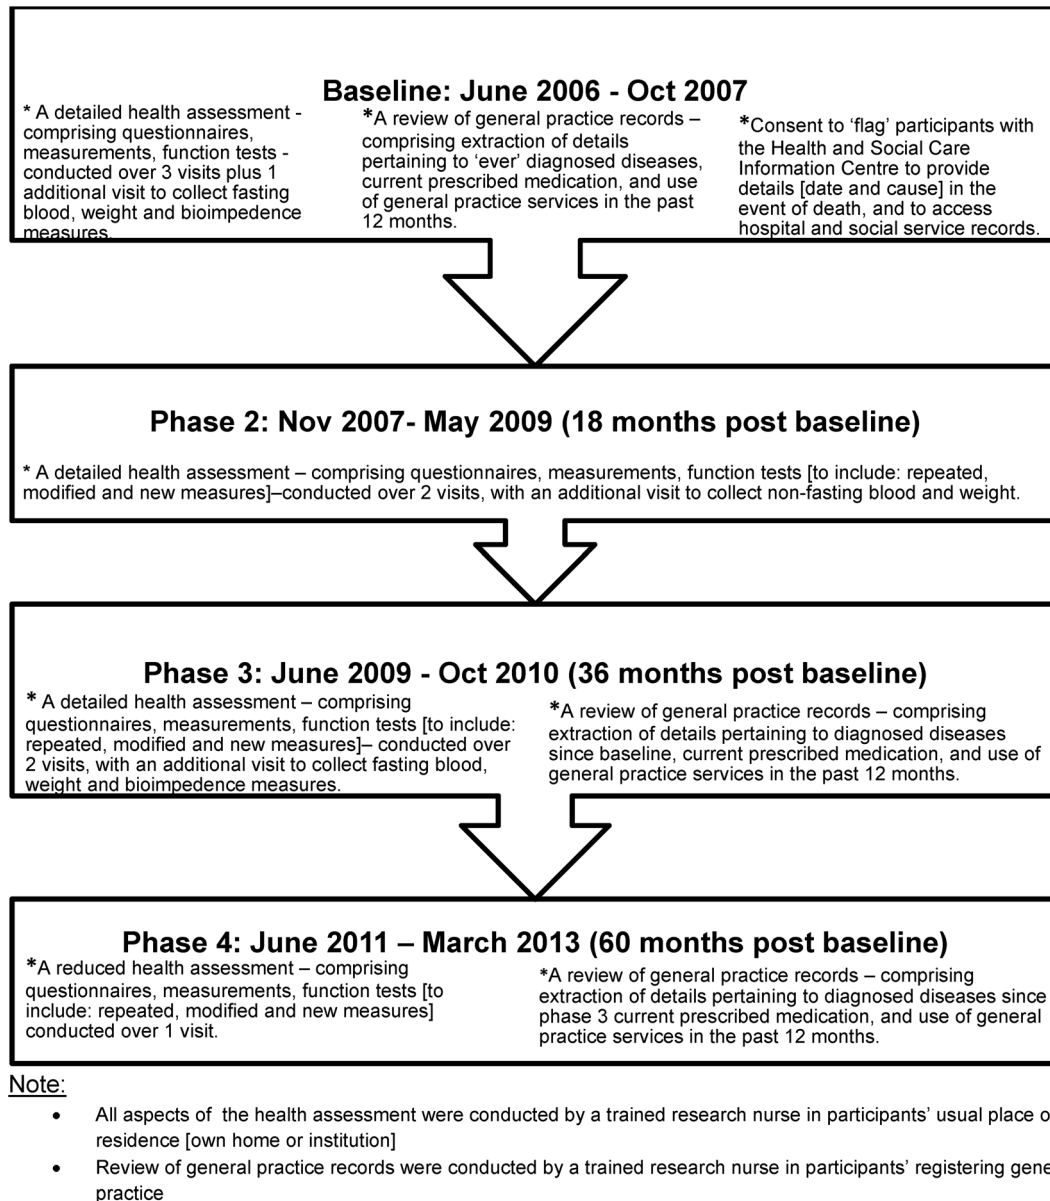 Baseline: June 2006 - Oct 2007
* A detailed health assessment -
comprising questionnaires,
measurements, function tests -
conducted over 3 visits plus 1
additional visit to collect fasting
blood, weight and bioimpedence
measures.
*A review of general practice records –
comprising extraction of details
pertaining to ‘ever’ diagnosed diseases,
current prescribed medication, and use
of general practice services in the past
12 months.
*Consent to ‘flag’ participants with
the Health and Social Care
Information Centre to provide
details [date and cause] in the
event of death, and to access
hospital and social service records.
Phase 2: Nov 2007- May 2009 (18 months post baseline)
* A detailed health assessment – comprising questionnaires, measurements, function tests [to include: repeated,
modified and new measures]–conducted over 2 visits, with an additional visit to collect non-fasting blood and weight.
Phase 3: June 2009 - Oct 2010 (36 months post baseline)
* A detailed health assessment – comprising
questionnaires, measurements, function tests [to include:
repeated, modified and new measures]– conducted over
2 visits, with an additional visit to collect fasting blood,
weight and bioimpedence measures.
*A review of general practice records – comprising
extraction of details pertaining to diagnosed diseases
since baseline, current prescribed medication, and use of
general practice services in the past 12 months.
Phase 4: June 2011 – March 2013 (60 months post baseline)
*A reduced health assessment – comprising
questionnaires, measurements, function tests [to
include: repeated, modified and new measures]
conducted over 1 visit.
*A review of general practice records – comprising
extraction of details pertaining to diagnosed diseases since
phase 3 current prescribed medication, and use of general
practice services in the past 12 months.
Note:
• All aspects of the health assessment were conducted by a trained research nurse in participants’ usual place o
residence [own home or institution]
• Review of general practice records were conducted by a trained research nurse in participants’ registering gene
practice